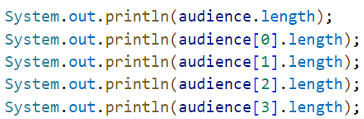 System.out.println(audience.length);
System.out.println(audience[0].length);
System.out.println(audience[1].length);
System.out.println(audience[2].length);
System.out.println(audience[3].length);